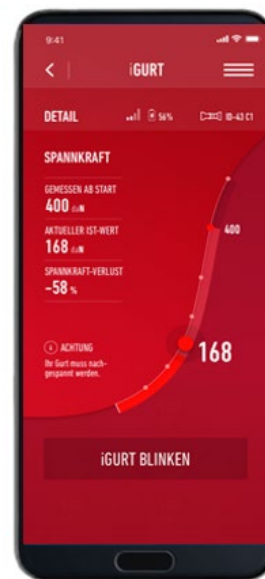 9:41
iGURT
DETAIL 56% ID-43 C1
SPANNKRAFT
GEMESSEN AB START
400 daN
400
AKTUELLER IST-WERT
168 daN
SPANNKRAFT-VERLUST
-58 %
ACHTUNG
Ihr Gurt muss nach-
gespannt werden.
168
iGURT BLINKEN